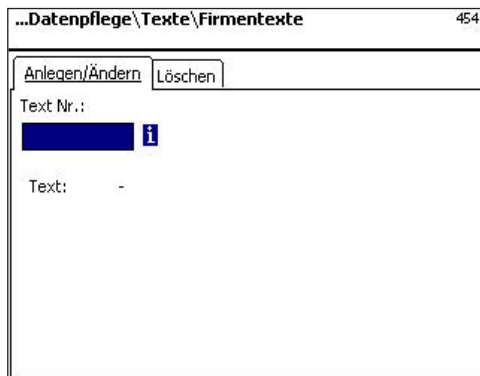 ...Datenpflege\Texte\Firmentexte 454
Anlegen/Ändern Löschen
Text Nr.:
i
Text: -